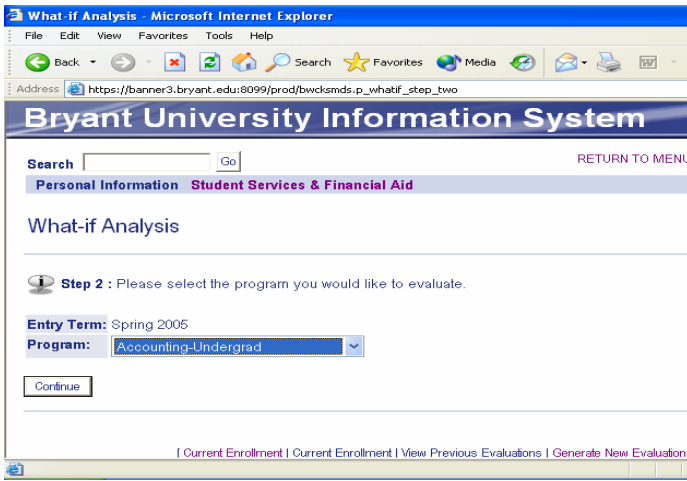 What-if Analysis - Microsoft Internet Explorer
File Edit View Favorites Tools Help
Back Search Favorites Media W
Address https://banner3.bryant.edu:8099/prod/bwcksmds.p_whatif_step_two
Bryant University Information System
Search Go RETURN TO MENU
Personal Information Student Services & Financial Aid
What-if Analysis
Step 2 : Please select the program you would like to evaluate.
Entry Term: Spring 2005
Program: Accounting-Undergrad
Continue
[ Current Enrollment | Current Enrollment | View Previous Evaluations | Generate New Evaluation